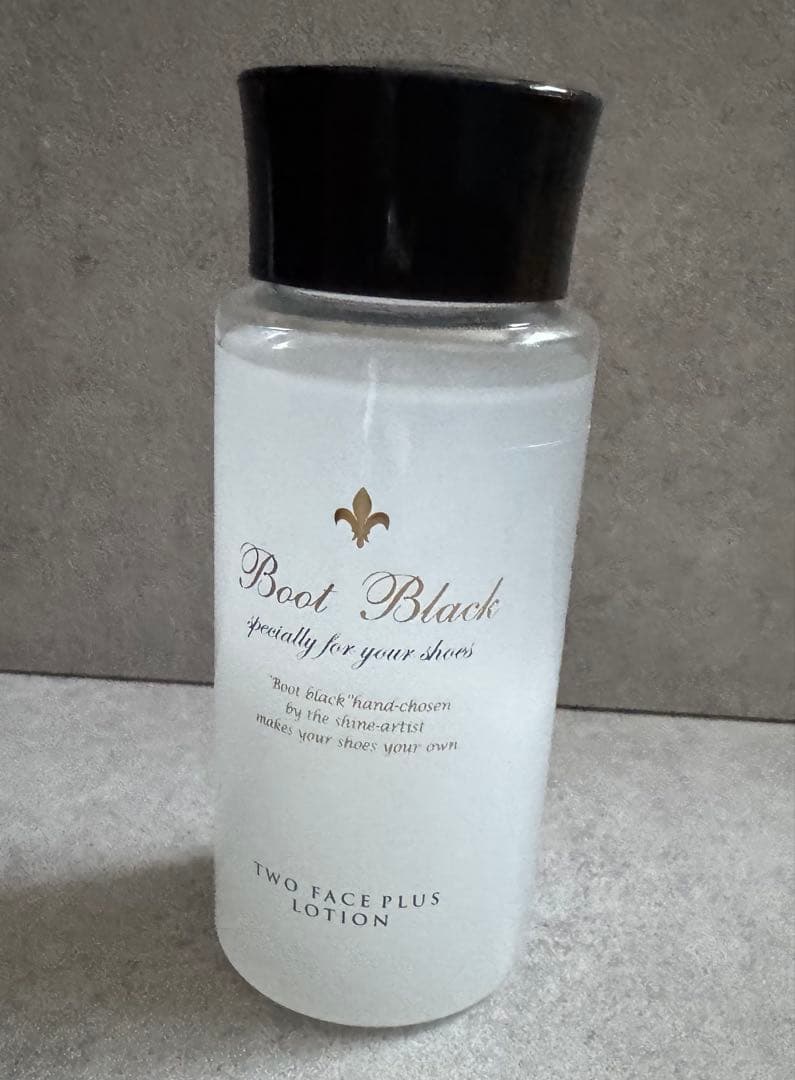 Boot Black
specially for your shoes
"Boot black"hand-chosen
by the shine-artist
makes your shoes your own
TWO FACE PLUS
LOTION